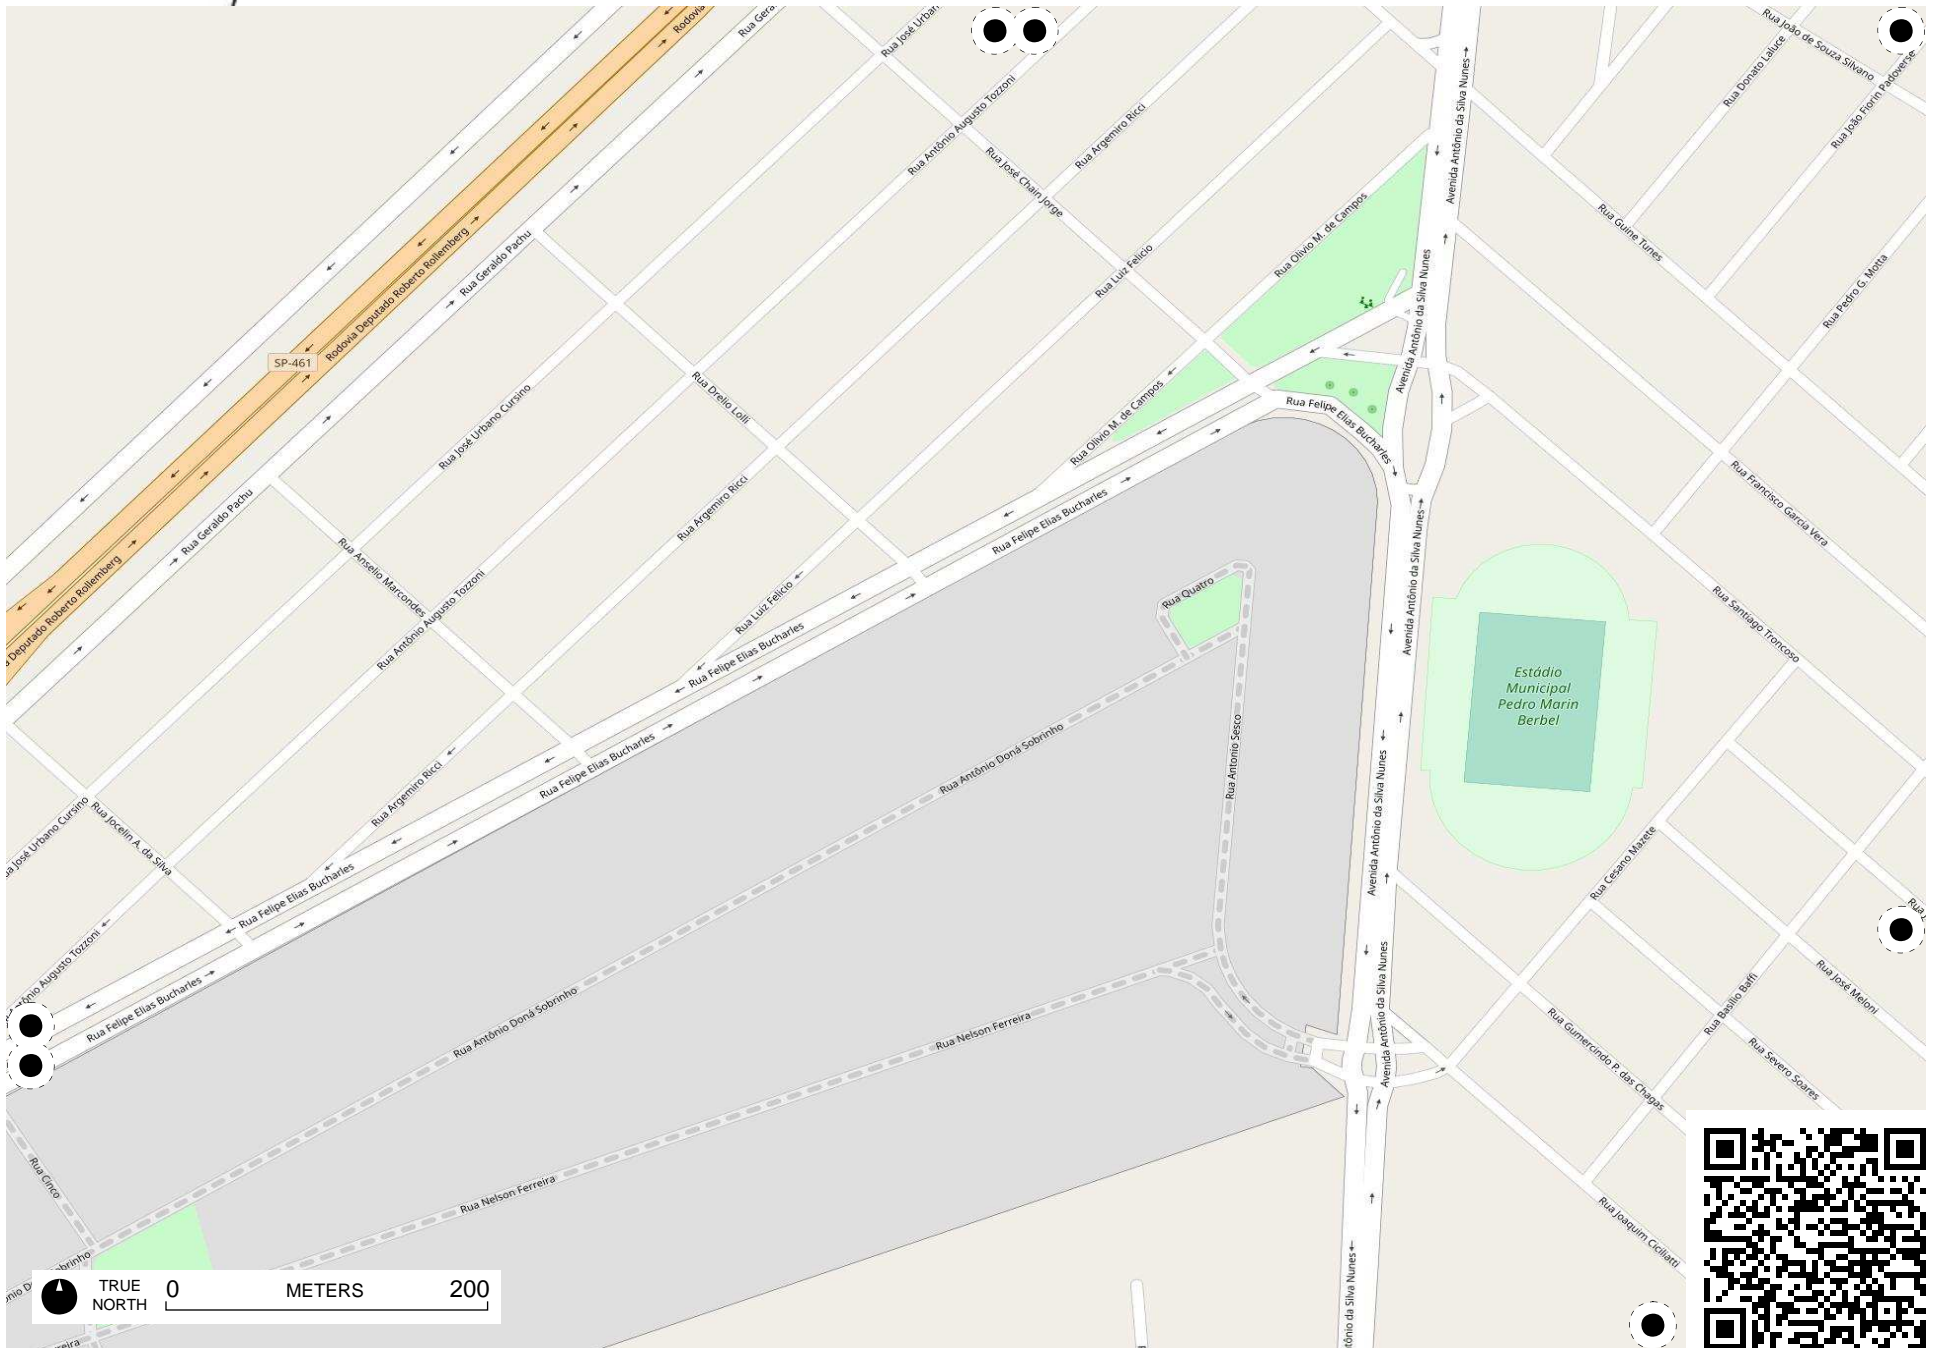 Rua José Urban
Rua Gera
Rodovia
Rua João de Souza Silvano
Rua Donato Laluce
Rua João Fiorin Padoverse
Avenida Antônio da Silva Nunes
Rua Antônio Augusto Tozzoni
Rua Argemiro Ricci
Rua José Chain Jorge
Rua Olivio M. de Campos
Rua Guine Tunes
Rua Geraldo Pachu
Rodovia Deputado Roberto Rollemberg
Rua Luiz Felicio
Rua Pedro G. Motta
Avenida Antônio da Silva Nunes
SP-461
Rua Drelio Lolli
Rua José Urbano Cursino
Rua Olivio M. de Campos
Rua Felipe Elias Bucharles
Rua Francisco Garcia Vera
Rua Geraldo Pachu
Rua Argemiro Ricci
Rua Felipe Elias Bucharles
Rua Anselio Marcondes
Avenida Antônio da Silva Nunes
Rua Quatro
a Deputado Roberto Rollemberg
Rua Antônio Augusto Tozzoni
Rua Luiz Felicio
Rua Santiago Troncoso
Rua Felipe Elias Bucharles
Estádio
Municipal
Pedro Marin
Berbel
Rua Felipe Elias Bucharles
Rua Antônio Doná Sobrinho
Rua Antonio Sesco
Avenida Antônio da Silva Nunes
Rua Argemiro Ricci
ua José Urbano Cursino
Rua Jocelin A. da Silva
Rua Cesano Mazete
Rua Felipe Elias Bucharles
ntônio Augusto Tozzoni
Rua Felipe Elias Bucharles
Rua Antônio Doná Sobrinho
Rua Nelson Ferreira
Avenida Antônio da Silva Nunes
Rua Basilio Baffi
Rua José Meloni
Rua Gumercindo P. das Chagas
Rua Severo Soares
Rua Cinco
Rua Nelson Ferreira
Rua Joaquim Ciciliatti
ônio da Silva Nunes
TRUE
NORTH
0
METERS
200
reira